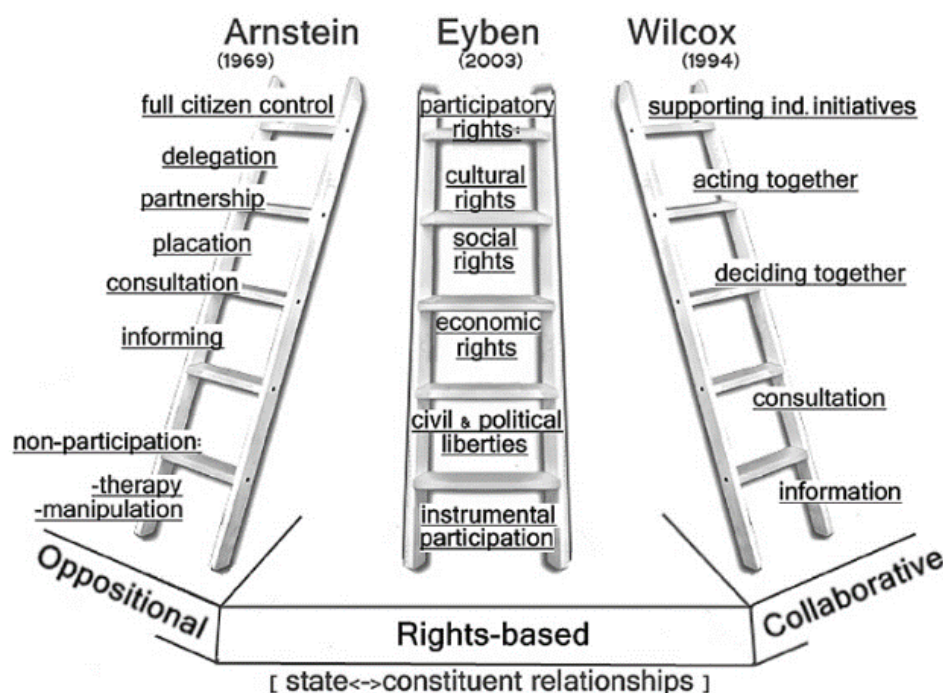 Arnstein
(1969)
full citizen control
delegation
partnership
placation
consultation
informing
non-participation:
-therapy
-manipulation
Oppositional
Eyben
(2003)
participatory
rights:
cultural
rights
social
rights
economic
rights
civil & political
liberties
instrumental
participation
Rights-based
Wilcox
(1994)
supporting ind. initiatives
acting together
deciding together
consultation
information
Collaborative
[ state<->constituent relationships ]